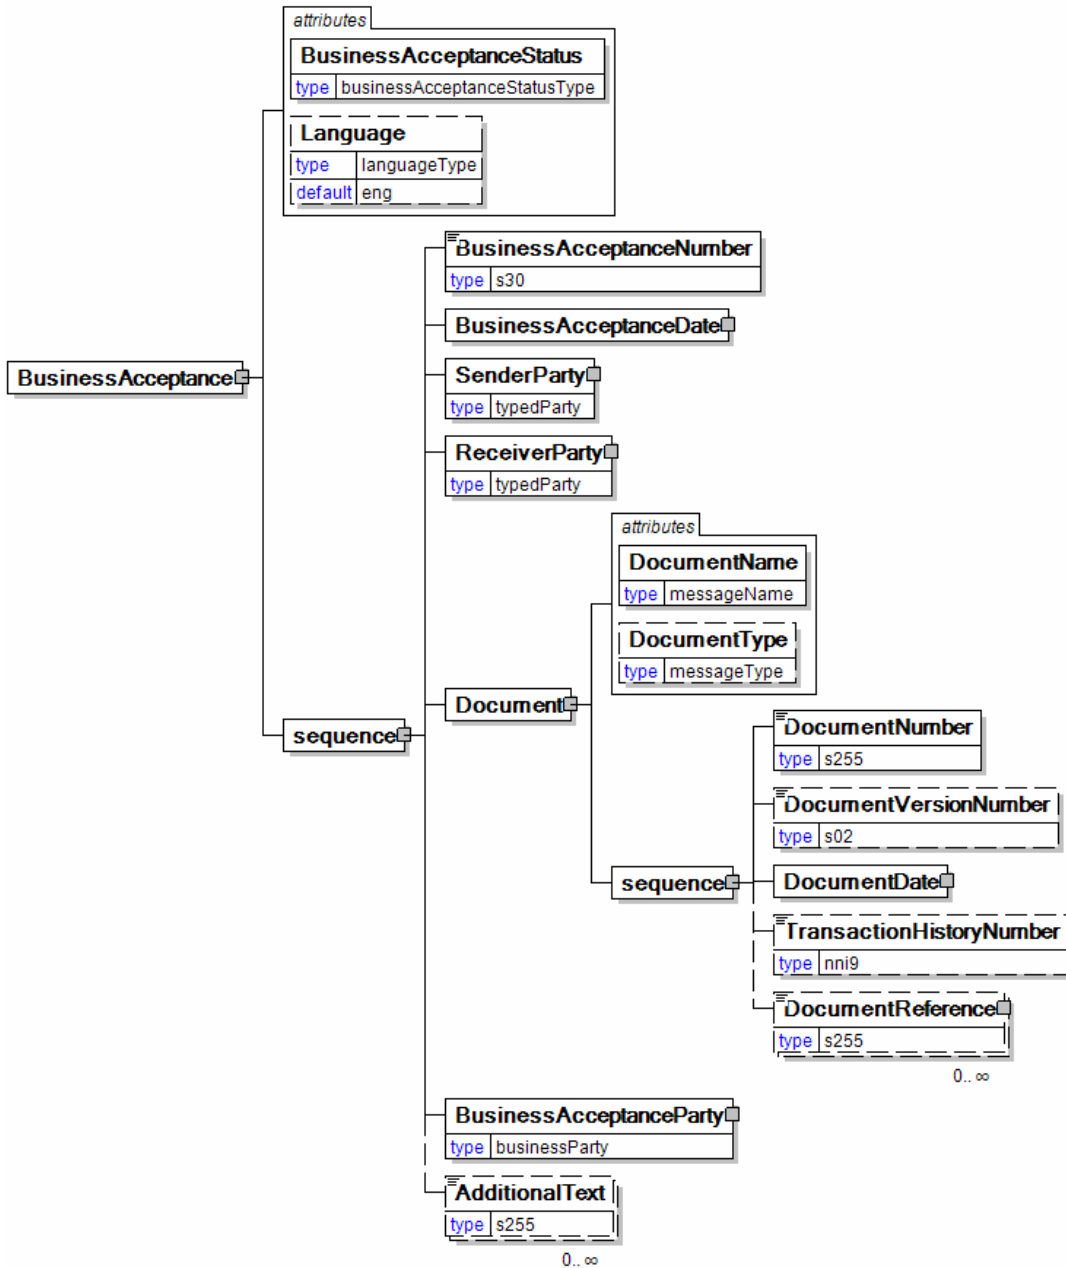 attributes
BusinessAcceptanceStatus
type businessAcceptanceStatusType
Language
type languageType
default eng
BusinessAcceptanceNumber
type s30
BusinessAcceptanceDate
BusinessAcceptance
SenderParty
type typedParty
ReceiverParty
type typedParty
attributes
DocumentName
type messageName
DocumentType
type messageType
Document
sequence
DocumentNumber
type s255
DocumentVersionNumber
type s02
sequence
DocumentDate
TransactionHistoryNumber
type nni9
DocumentReference
type s255
0.. ∞
BusinessAcceptanceParty
type businessParty
AdditionalText
type s255
0.. ∞